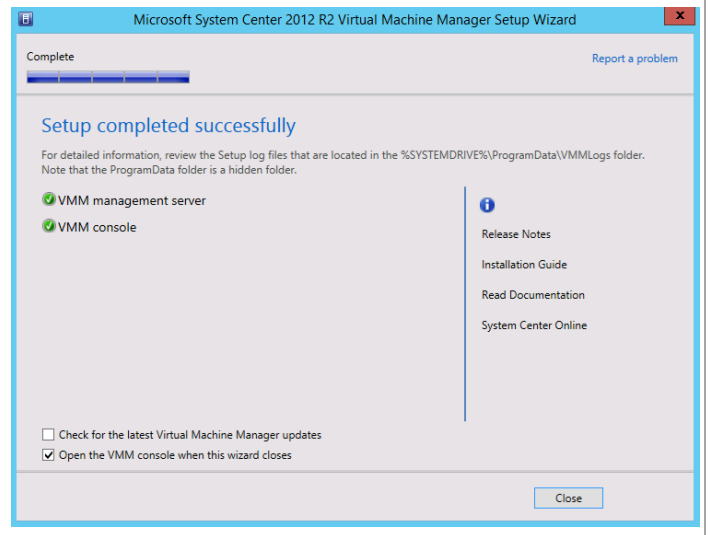 Microsoft System Center 2012 R2 Virtual Machine Manager Setup Wizard
x
Complete
Report a problem
Setup completed successfully
For detailed information, review the Setup log files that are located in the %SYSTEMDRIVE%\ProgramData\VMMLogs folder.
Note that the ProgramData folder is a hidden folder.
VMM management server
VMM console
Release Notes
Installation Guide
Read Documentation
System Center Online
Check for the latest Virtual Machine Manager updates
Open the VMM console when this wizard closes
Close